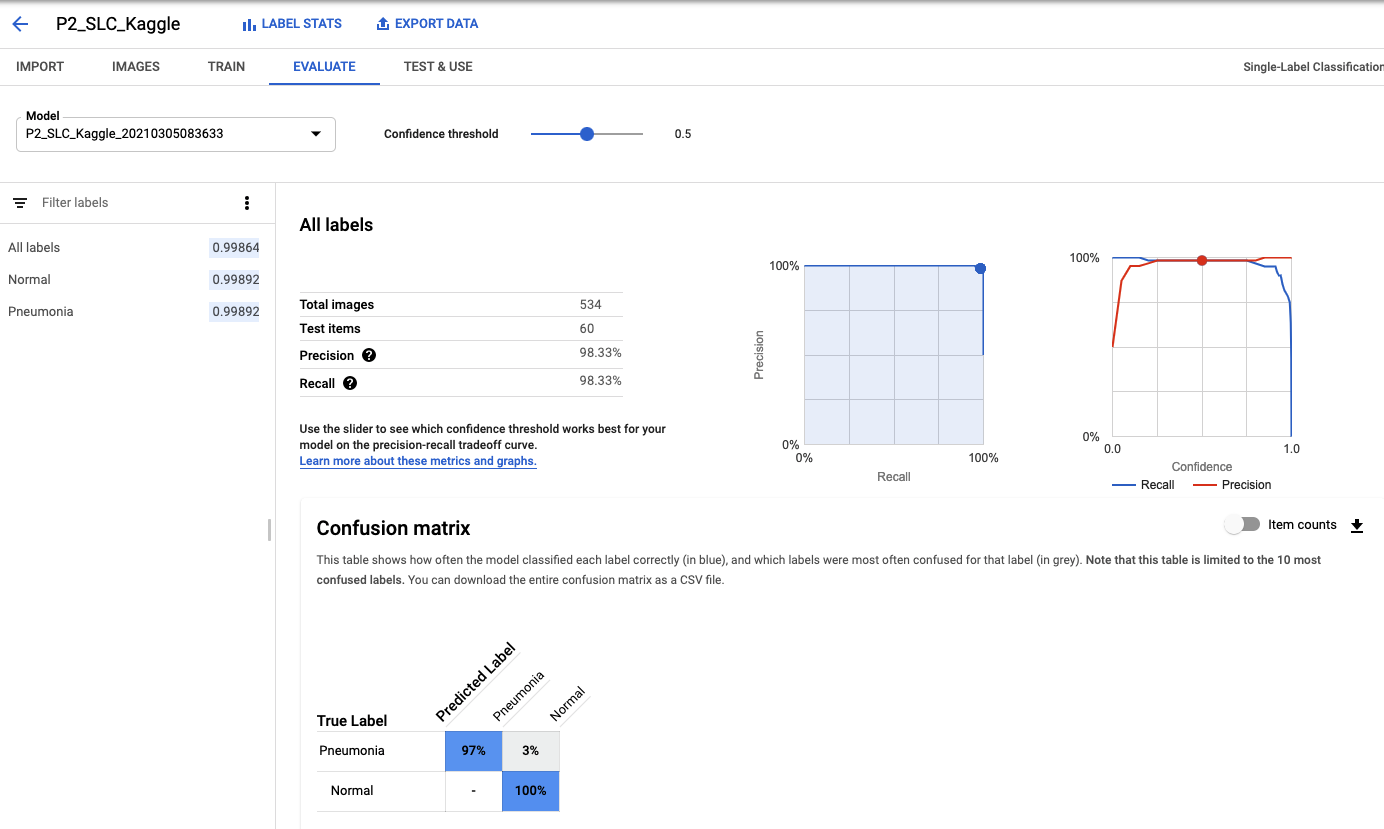 P2_SLC_Kaggle
LABEL STATS
EXPORT DATA
IMPORT
IMAGES
TRAIN
EVALUATE
TEST & USE
Single-Label Classification
Model
P2_SLC_Kaggle_20210305083633
Confidence threshold
0.5
Filter labels
All labels 0.99864
Normal 0.99892
Pneumonia 0.99892
All labels
Total images 534
Test items 60
Precision ? 98.33%
Recall ? 98.33%
Use the slider to see which confidence threshold works best for your
model on the precision-recall tradeoff curve.
Learn more about these metrics and graphs.
100%
Precision
0%
0%
100%
Recall
100%
0%
0.0
1.0
Confidence
Recall
Precision
Confusion matrix
Item counts
This table shows how often the model classified each label correctly (in blue), and which labels were most often confused for that label (in grey). Note that this table is limited to the 10 most
confused labels. You can download the entire confusion matrix as a CSV file.
Predicted Label
Pneumonia
Normal
True Label
Pneumonia 97% 3%
Normal - 100%